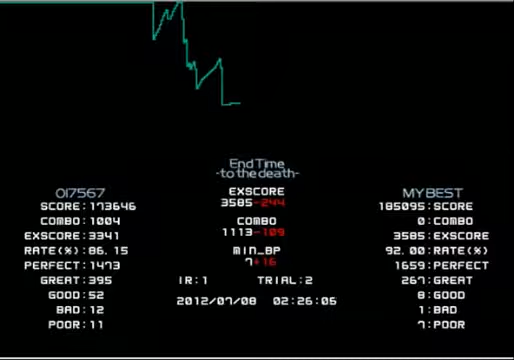 End Time
-to the death-
017567
SCORE:173646
COMBO:1004
EXSCORE:3341
RATE(%):86.15
PERFECT:1473
GREAT:395
GOOD:52
BAD:12
POOR:11
EXSCORE
3585-244
COMBO
1113-109
MIN_BP
7+16
IR:1 TRIAL:2
2012/07/08 02:26:06
MY BEST
185095:SCORE
0:COMBO
3585:EXSCORE
92.00:RATE(%)
1659:PERFECT
267:GREAT
8:GOOD
1:BAD
7:POOR